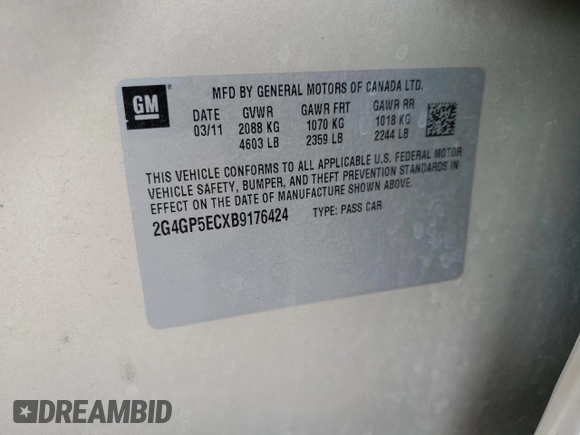 GM
MFD BY GENERAL MOTORS OF CANADA LTD.
DATE GVWR GAWR FRT GAWR RR
03/11 2088 KG 1070 KG 1018 KG
4603 LB 2359 LB 2244 LB
THIS VEHICLE CONFORMS TO ALL APPLICABLE U.S. FEDERAL MOTOR
VEHICLE SAFETY, BUMPER, AND THEFT PREVENTION STANDARDS IN
EFFECT ON THE DATE OF MANUFACTURE SHOWN ABOVE.
2G4GP5ECXB9176424 TYPE: PASS CAR
DREAMBID